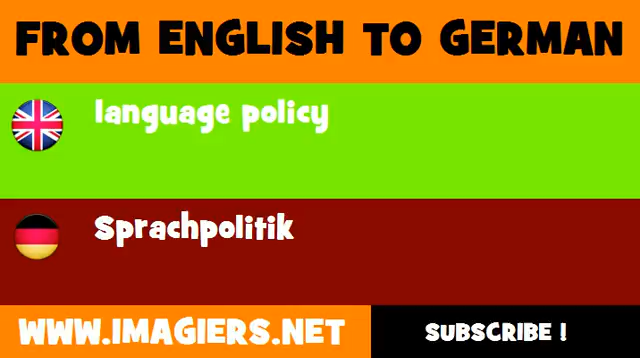 FROM ENGLISH TO GERMAN
language policy
Sprachpolitik
WWW.IMAGIERS.NET
SUBSCRIBE !